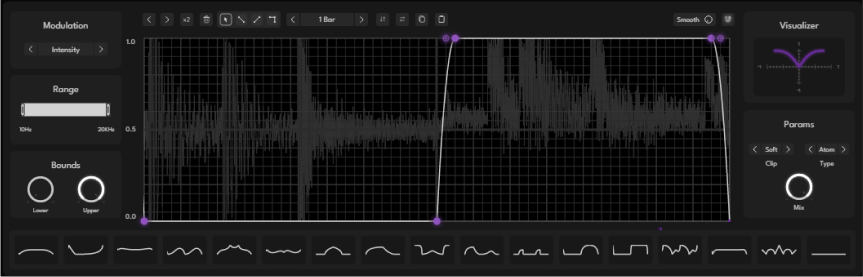 Modulation
Intensity
Range
10Hz 20KHz
Bounds
Lower Upper
x2
1 Bar
Smooth
1.0
0.5
0.0
Visualizer
Params
Soft Atom
Clip Type
Mix